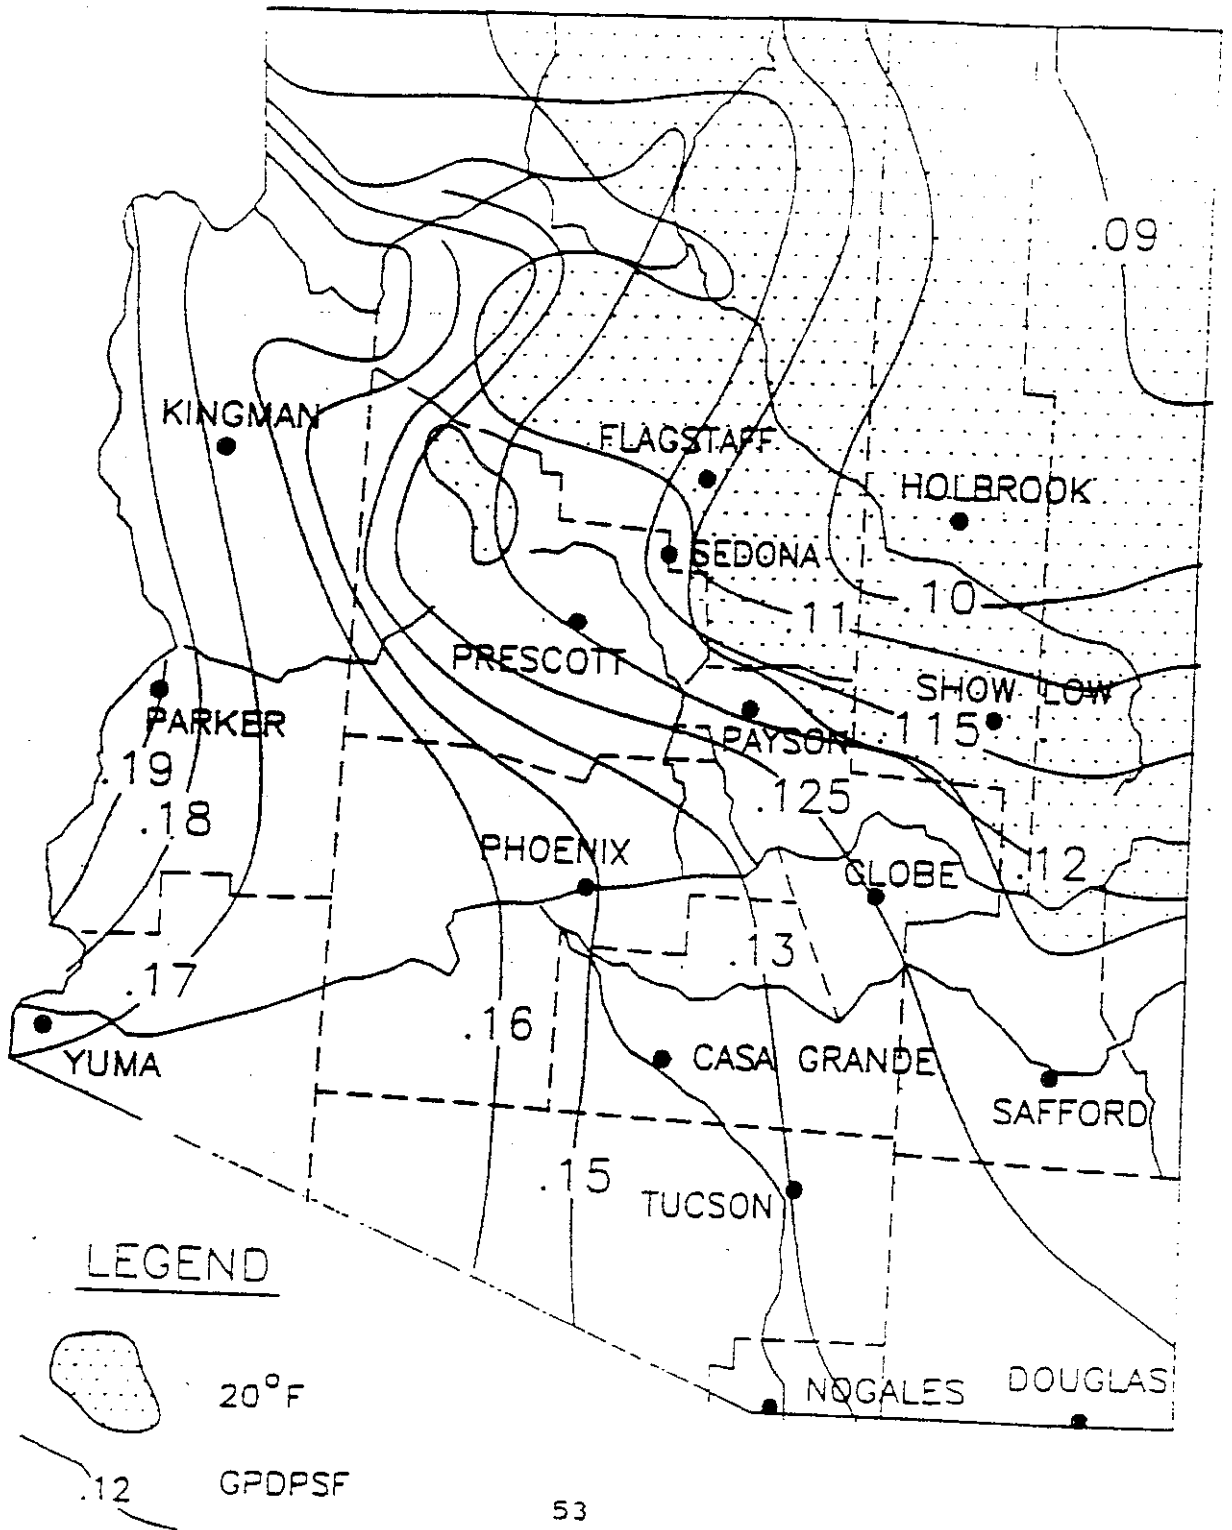 .09
KINGMAN
FLAGSTAFF
HOLBROOK
SEDONA
.10
.11
PRESCOTT
SHOW LOW
PARKER
PAYSON
.115
.19
.125
.18
PHOENIX
GLOBE
.12
.13
.17
.16
YUMA
CASA GRANDE
SAFFORD
.15
TUCSON
LEGEND
20°F
NOGALES
DOUGLAS
.12
GPDPSF
53